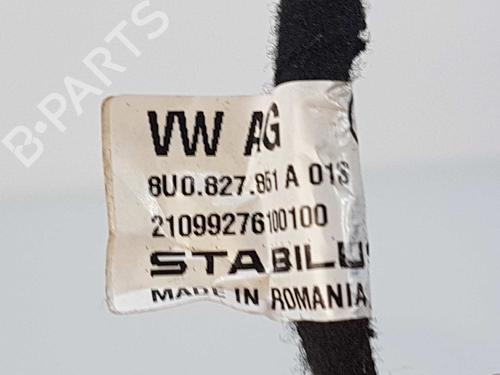 B-PARTS
VW AG
8U0.827.851 A 01S
21099276100100
STABILUS
MADE IN ROMANIA